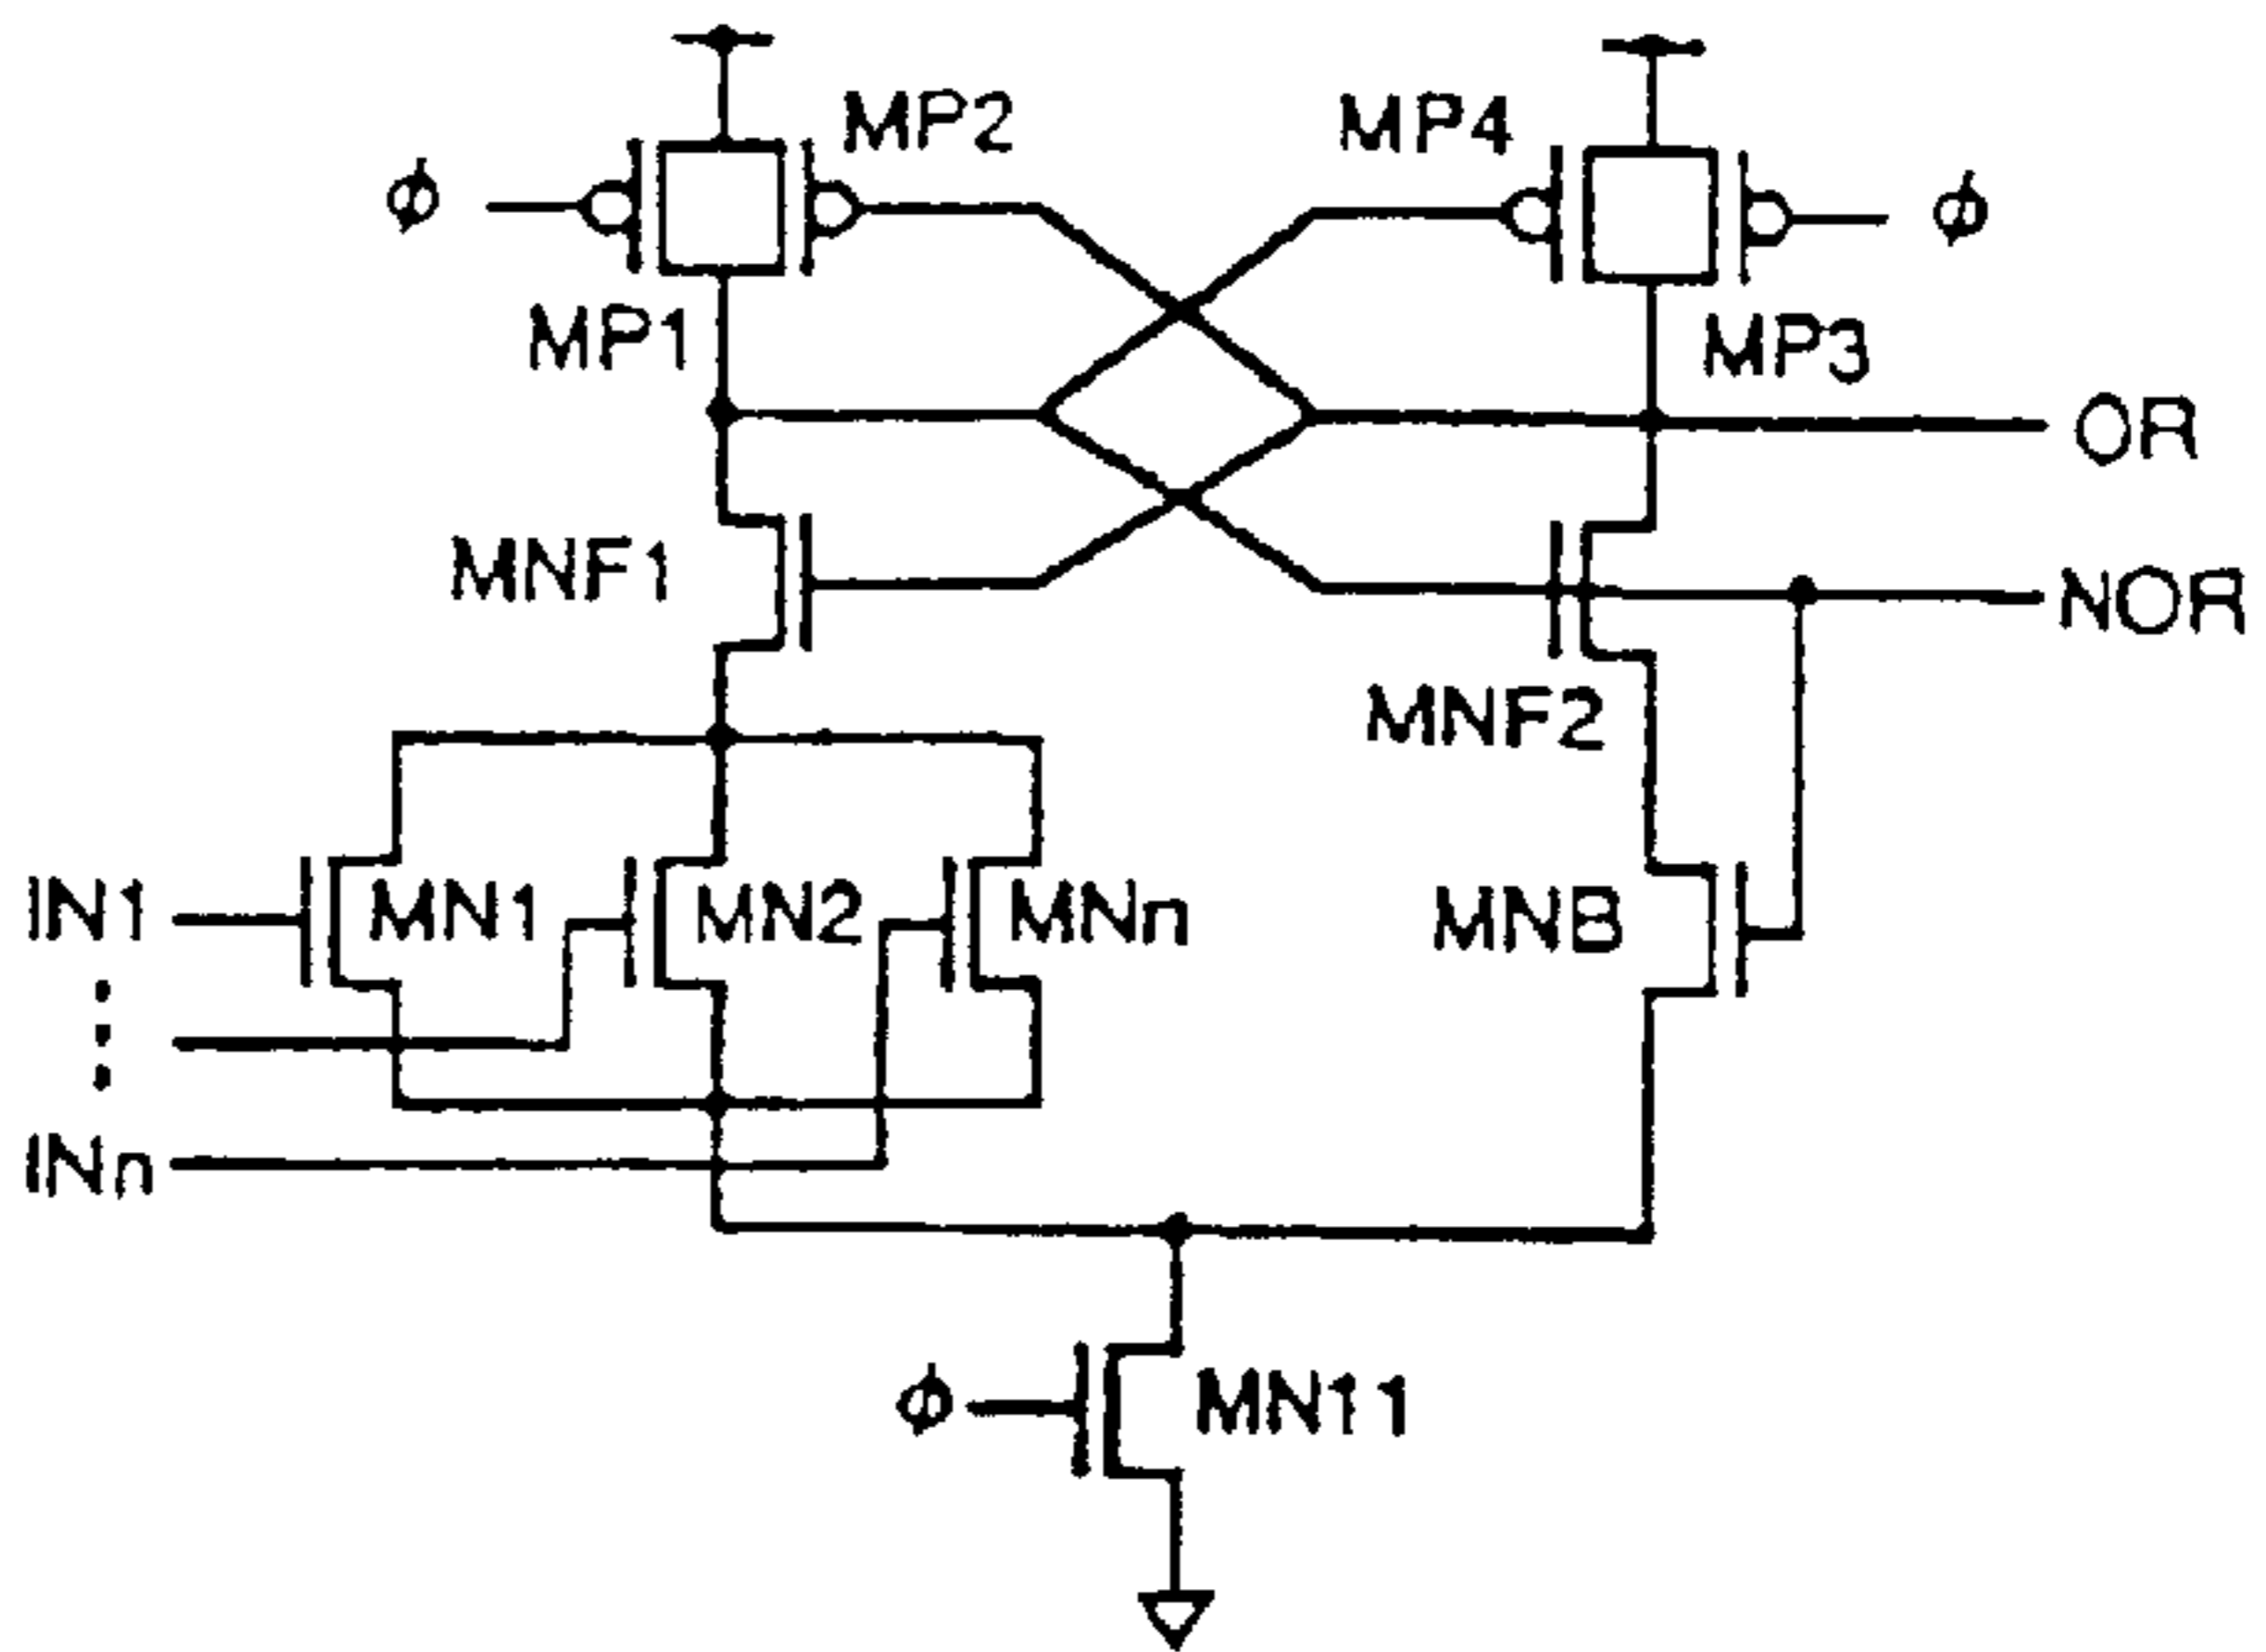 MP2
MP4
ϕ
ϕ
MP1
MP3
OR
MNF1
NOR
MNF2
IN1
MN1
MN2
MNn
MNB
INn
ϕ
MN11